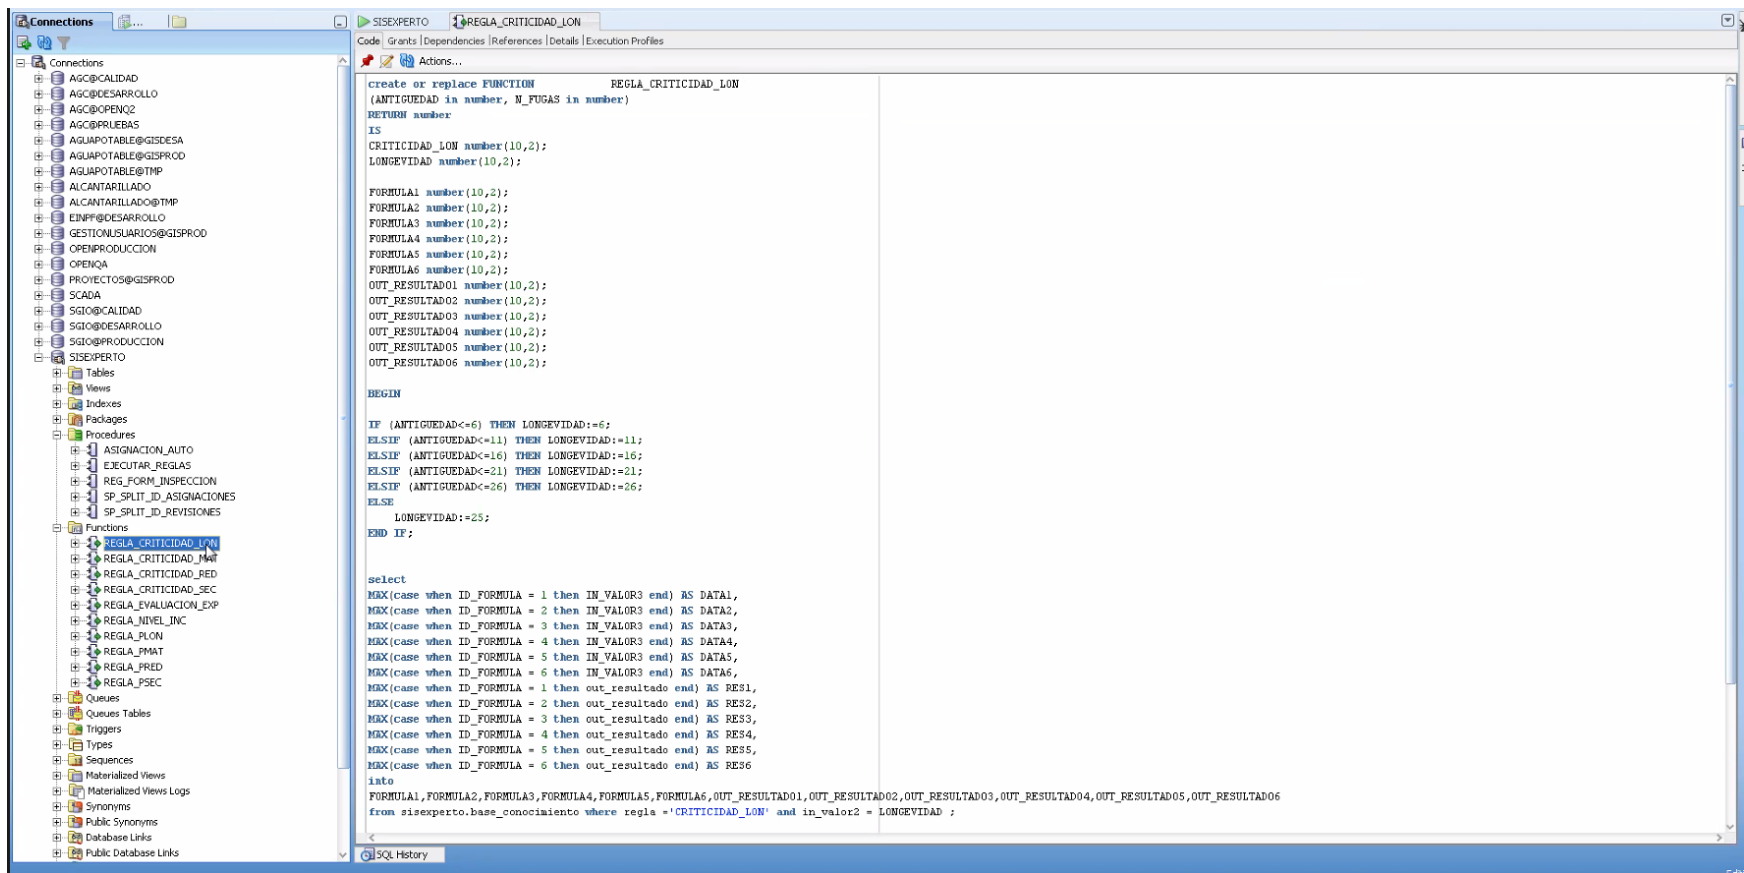 Connections
...
Connections
AGC@CALIDAD
AGC@DESARROLLO
AGC@OPENQ2
AGC@PRUEBAS
AGUAPOTABLE@GISDESA
AGUAPOTABLE@GISPROD
AGUAPOTABLE@TMP
ALCANTARILLADO
ALCANTARILLADO@TMP
EINPF@DESARROLLO
GESTIONUSUARIOS@GISPROD
OPENPRODUCCION
OPENQA
PROYECTOS@GISPROD
SCADA
SGIO@CALIDAD
SGIO@DESARROLLO
SGIO@PRODUCCION
SISEXPERTO
Tables
Views
Indexes
Packages
Procedures
ASIGNACION_AUTO
EJECUTAR_REGLAS
REG_FORM_INSPECCION
SP_SPLIT_ID_ASIGNACIONES
SP_SPLIT_ID_REVISIONES
Functions
REGLA_CRITICIDAD_LON
REGLA_CRITICIDAD_MAT
REGLA_CRITICIDAD_RED
REGLA_CRITICIDAD_SEC
REGLA_EVALUACION_EXP
REGLA_NIVEL_INC
REGLA_PLON
REGLA_PMAT
REGLA_PRED
REGLA_PSEC
Queues
Queues Tables
Triggers
Types
Sequences
Materialized Views
Materialized Views Logs
Synonyms
Public Synonyms
Database Links
Public Database Links
SISEXPERTO REGLA_CRITICIDAD_LON
Code Grants Dependencies References Details Execution Profiles
Actions...
create or replace FUNCTION REGLA_CRITICIDAD_LON
(ANTIGUEDAD in number, N_FUGAS in number)
RETURN number
IS
CRITICIDAD_LON number(10,2);
LONGEVIDAD number(10,2);
FORMULA1 number(10,2);
FORMULA2 number(10,2);
FORMULA3 number(10,2);
FORMULA4 number(10,2);
FORMULA5 number(10,2);
FORMULA6 number(10,2);
OUT_RESULTADO1 number(10,2);
OUT_RESULTADO2 number(10,2);
OUT_RESULTADO3 number(10,2);
OUT_RESULTADO4 number(10,2);
OUT_RESULTADO5 number(10,2);
OUT_RESULTADO6 number(10,2);
BEGIN
IF (ANTIGUEDAD<=6) THEN LONGEVIDAD:=6;
ELSIF (ANTIGUEDAD<=11) THEN LONGEVIDAD:=11;
ELSIF (ANTIGUEDAD<=16) THEN LONGEVIDAD:=16;
ELSIF (ANTIGUEDAD<=21) THEN LONGEVIDAD:=21;
ELSIF (ANTIGUEDAD<=26) THEN LONGEVIDAD:=26;
ELSE
LONGEVIDAD:=25;
END IF;
select
MAX(case when ID_FORMULA = 1 then IN_VALOR3 end) AS DATA1,
MAX(case when ID_FORMULA = 2 then IN_VALOR3 end) AS DATA2,
MAX(case when ID_FORMULA = 3 then IN_VALOR3 end) AS DATA3,
MAX(case when ID_FORMULA = 4 then IN_VALOR3 end) AS DATA4,
MAX(case when ID_FORMULA = 5 then IN_VALOR3 end) AS DATA5,
MAX(case when ID_FORMULA = 6 then IN_VALOR3 end) AS DATA6,
MAX(case when ID_FORMULA = 1 then out_resultado end) AS RES1,
MAX(case when ID_FORMULA = 2 then out_resultado end) AS RES2,
MAX(case when ID_FORMULA = 3 then out_resultado end) AS RES3,
MAX(case when ID_FORMULA = 4 then out_resultado end) AS RES4,
MAX(case when ID_FORMULA = 5 then out_resultado end) AS RES5,
MAX(case when ID_FORMULA = 6 then out_resultado end) AS RES6
into
FORMULA1,FORMULA2,FORMULA3,FORMULA4,FORMULA5,FORMULA6,OUT_RESULTADO1,OUT_RESULTADO2,OUT_RESULTADO3,OUT_RESULTADO4,OUT_RESULTADO5,OUT_RESULTADO6
from sisexperto.base_conocimiento where regla ='CRITICIDAD_LON' and in_valor2 = LONGEVIDAD ;
SQL History